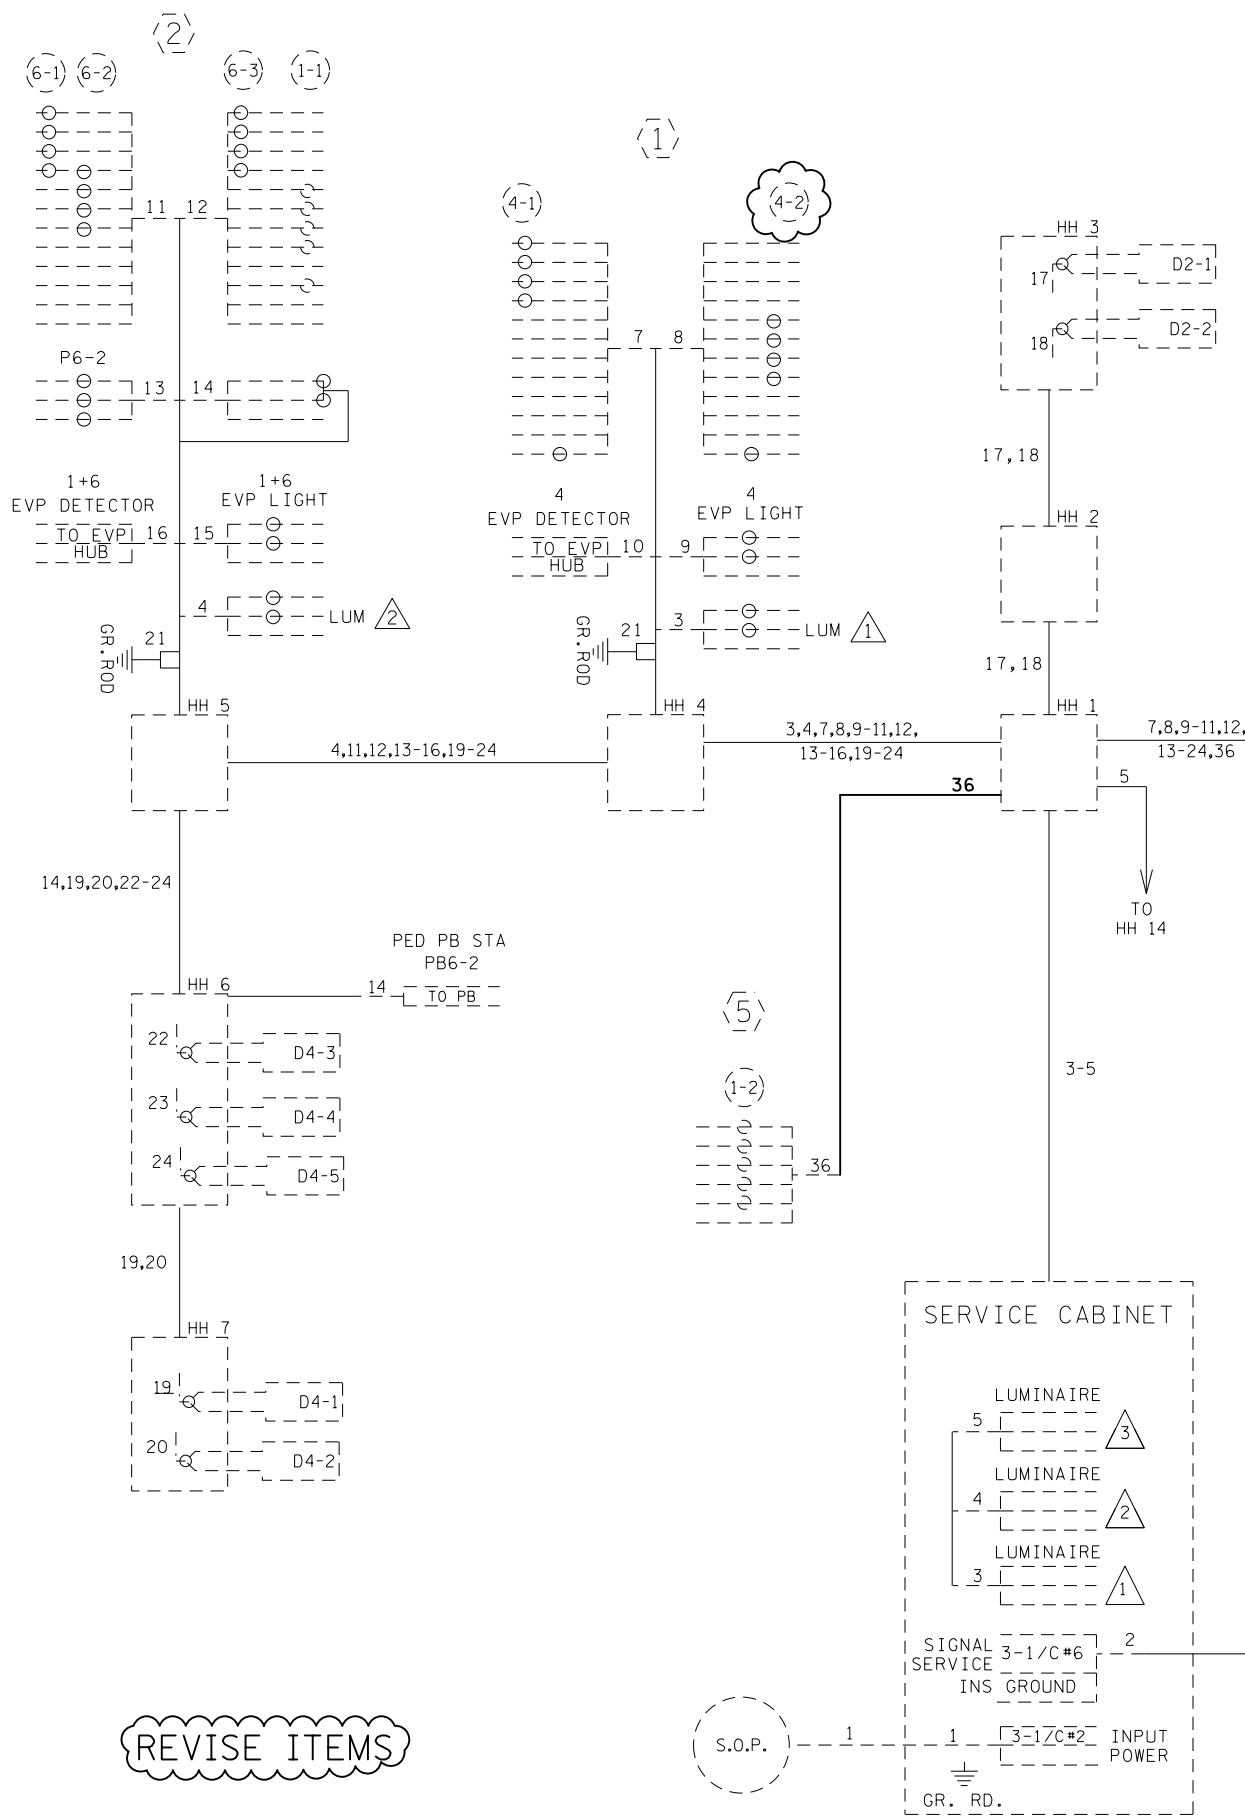 2
6-1 6-2 6-3 1-1
11 12
P6-2
13 14
1+6
EVP DETECTOR
1+6
EVP LIGHT
TO EVP
HUB
16 15
4
LUM 2
GR.ROD
21
HH 5
1
4-1 4-2
7 8
4
EVP DETECTOR
4
EVP LIGHT
TO EVP
HUB
10 9
3
LUM 1
GR.ROD
21
HH 4
HH 3
17
D2-1
18
D2-2
17,18
HH 2
17,18
HH 1
4,11,12,13-16,19-24
3,4,7,8,9-11,12,
13-16,19-24
7,8,9-11,12,
13-24,36
36
5
TO
HH 14
14,19,20,22-24
PED PB STA
PB6-2
HH 6
14
TO PB
22
D4-3
23
D4-4
24
D4-5
5
1-2
36
3-5
19,20
HH 7
19
D4-1
20
D4-2
SERVICE CABINET
LUMINAIRE
5
3
LUMINAIRE
4
2
LUMINAIRE
3
1
SIGNAL
SERVICE
3-1/C#6
2
INS GROUND
S.O.P.
1
1
3-1/C#2
INPUT
POWER
GR. RD.
REVISE ITEMS